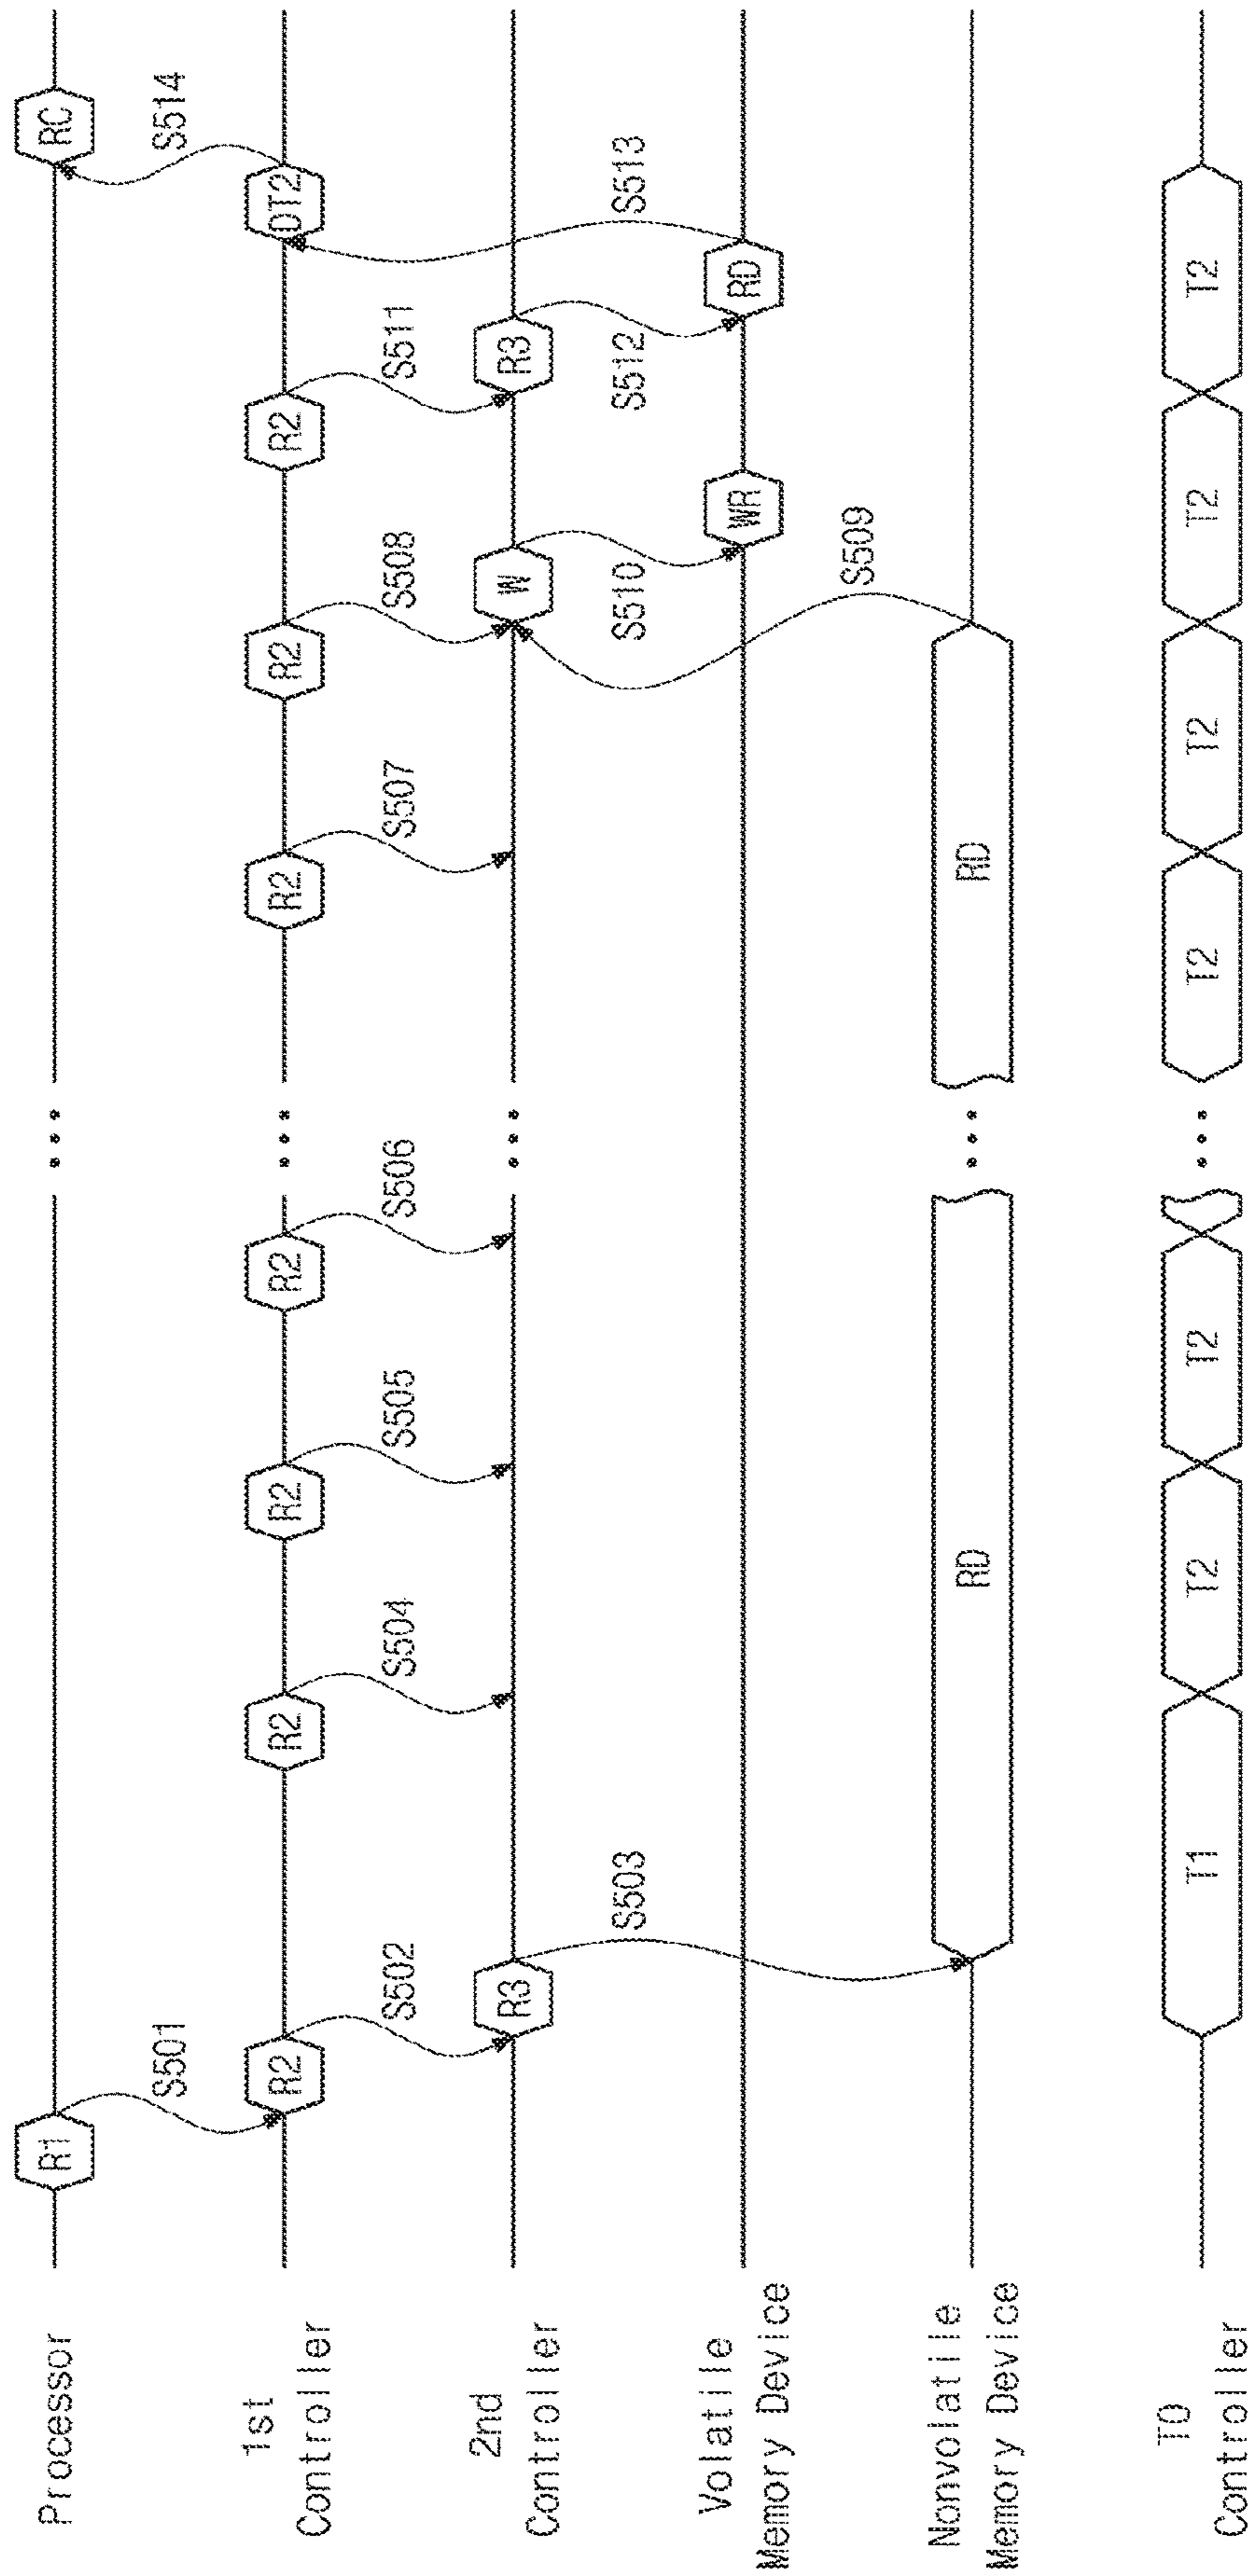 Processor
R1
S501
S514
RC
1st
Controller
R2
S502
R2
S504
R2
S505
R2
S506
...
R2
S507
R2
S508
R2
S511
DT2
2nd
Controller
R3
S503
...
W
S510
R3
S512
S513
Volatile
Memory Device
WR
RD
Nonvolatile
Memory Device
RD
...
RD
S509
TO
Controller
T1
T2
T2
...
T2
T2
T2
T2